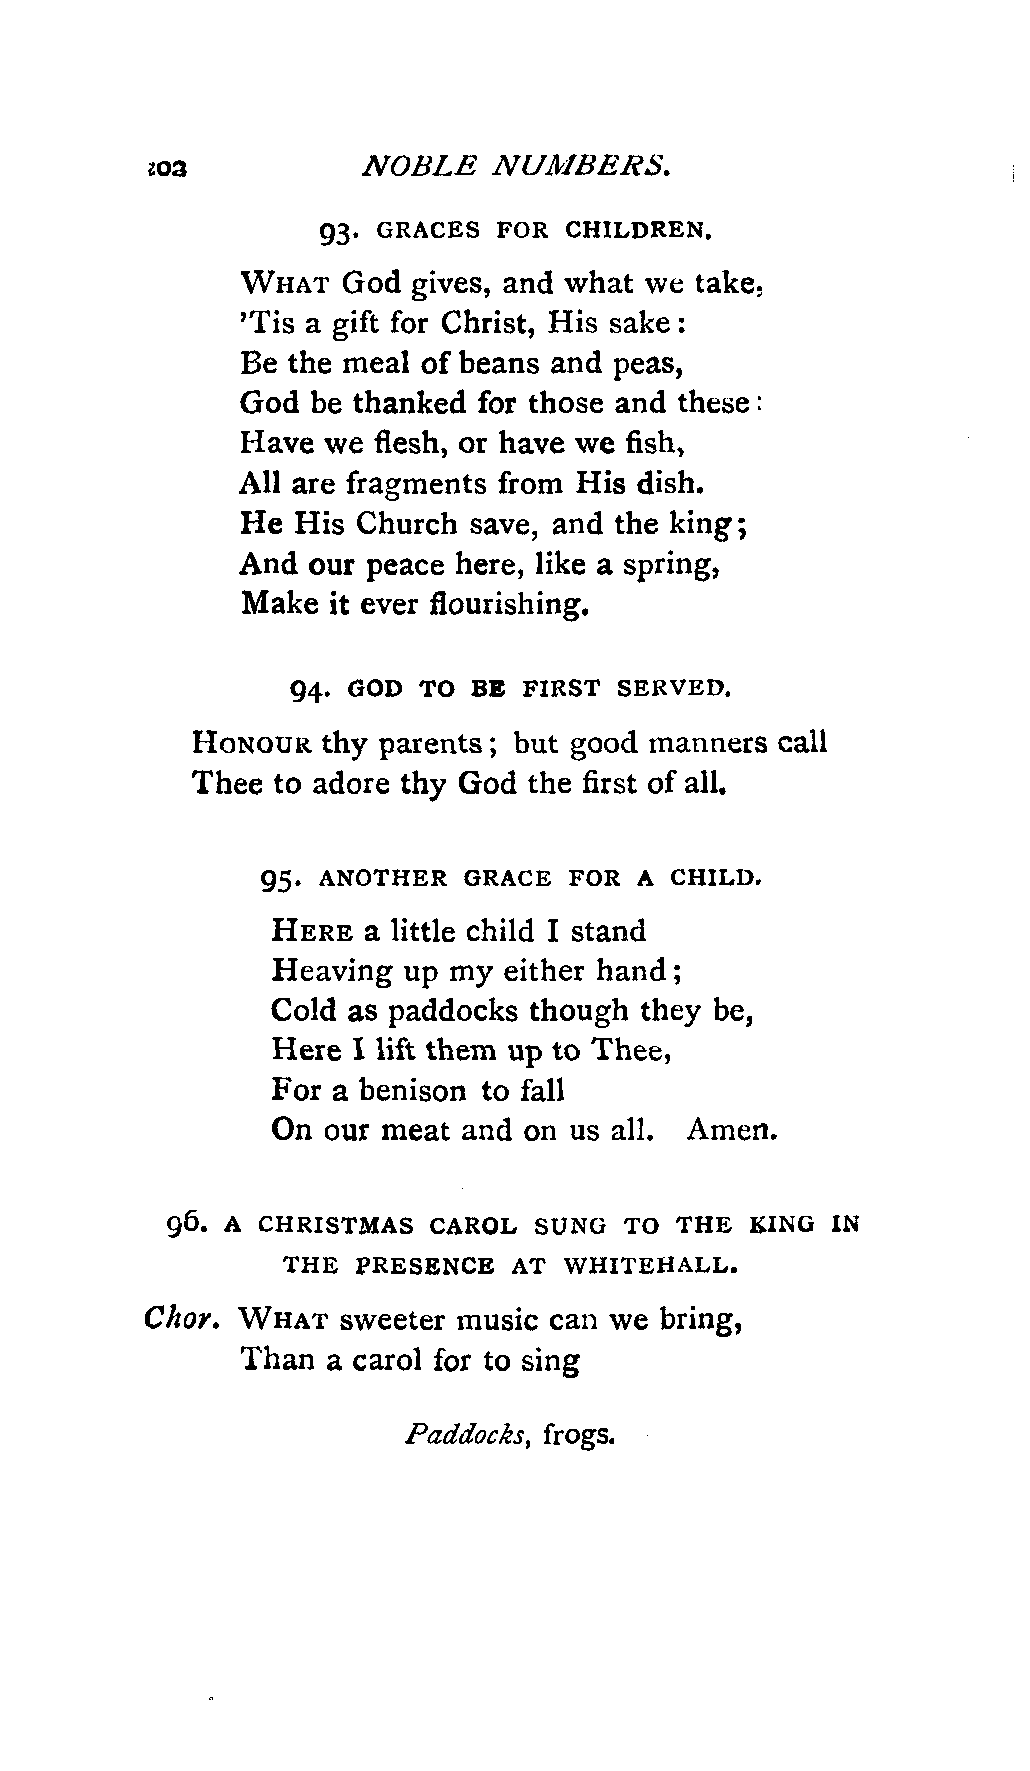 202 NOBLE NUMBERS.
93. GRACES FOR CHILDREN.
WHAT God gives, and what we take,
'Tis a gift for Christ, His sake:
Be the meal of beans and peas,
God be thanked for those and these:
Have we flesh, or have we fish,
All are fragments from His dish.
He His Church save, and the king;
And our peace here, like a spring,
Make it ever flourishing.
94. GOD TO BE FIRST SERVED.
HONOUR thy parents; but good manners call
Thee to adore thy God the first of all.
95. ANOTHER GRACE FOR A CHILD.
HERE a little child I stand
Heaving up my either hand;
Cold as paddocks though they be,
Here I lift them up to Thee,
For a benison to fall
On our meat and on us all. Amen.
96. A CHRISTMAS CAROL SUNG TO THE KING IN
THE PRESENCE AT WHITEHALL.
Chor. WHAT sweeter music can we bring,
Than a carol for to sing
Paddocks, frogs.